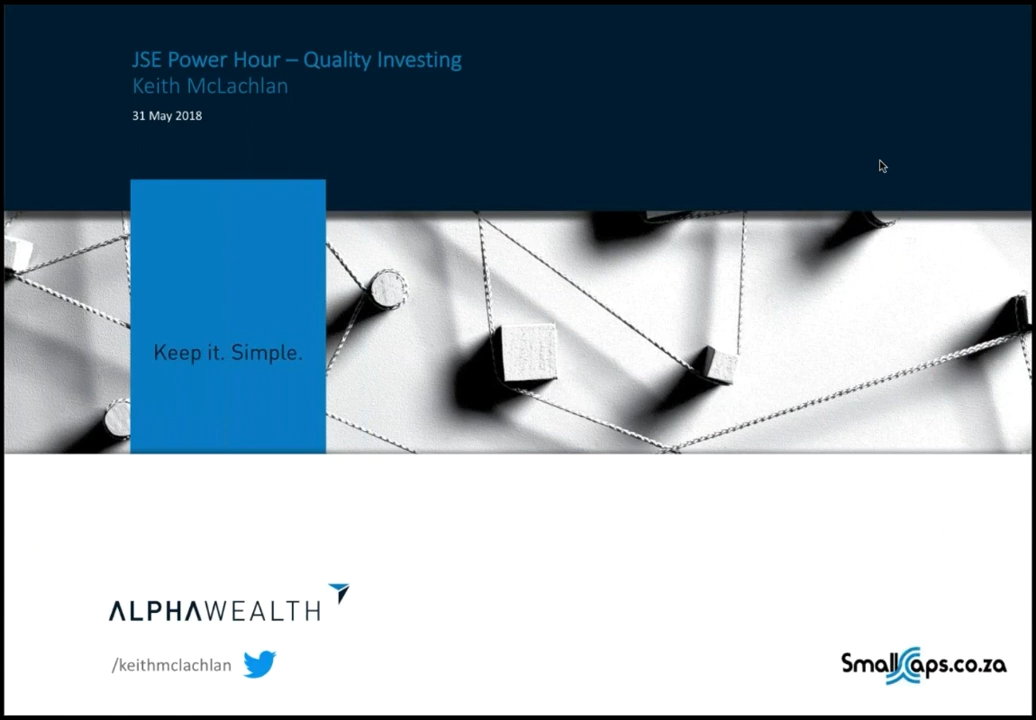 JSE Power Hour – Quality Investing
Keith McLachlan
31 May 2018
Keep it. Simple.
ALPHAWEALTH
/keithmclachlan
SmallCaps.co.za